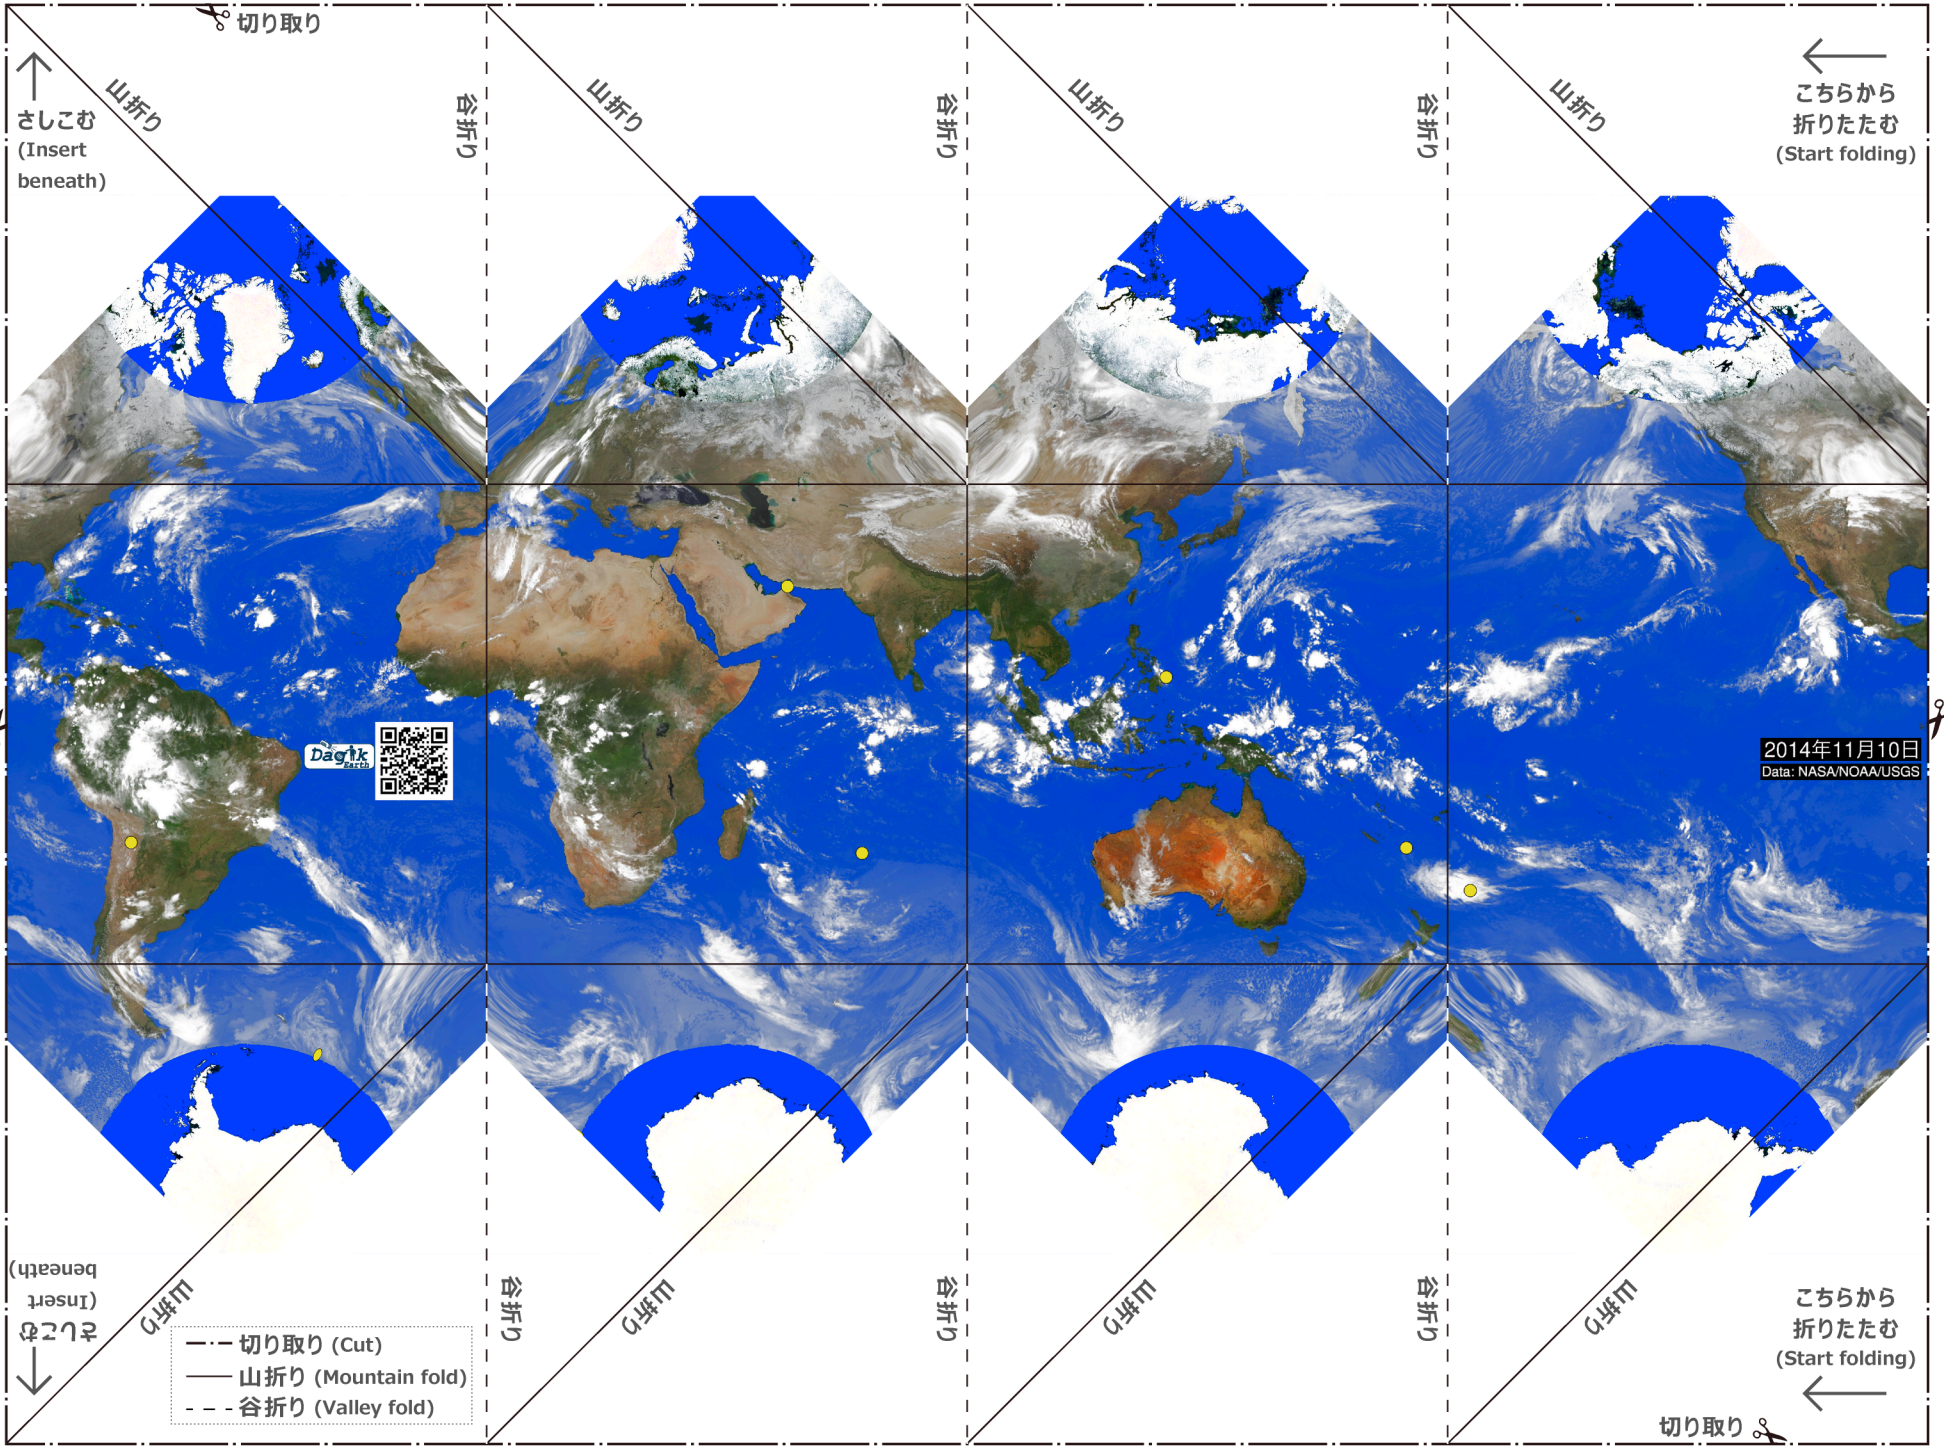 切り取り
山折り
谷折り
山折り
谷折り
山折り
谷折り
山折り
さしこむ
(Insert
beneath)
こちらから
折りたたむ
(Start folding)
Dagik
Earth
2014年11月10日
Data: NASA/NOAA/USGS
さしこむ
(Insert
beneath)
山折り
谷折り
山折り
谷折り
山折り
谷折り
山折り
切り取り (Cut)
山折り (Mountain fold)
谷折り (Valley fold)
こちらから
折りたたむ
(Start folding)
切り取り